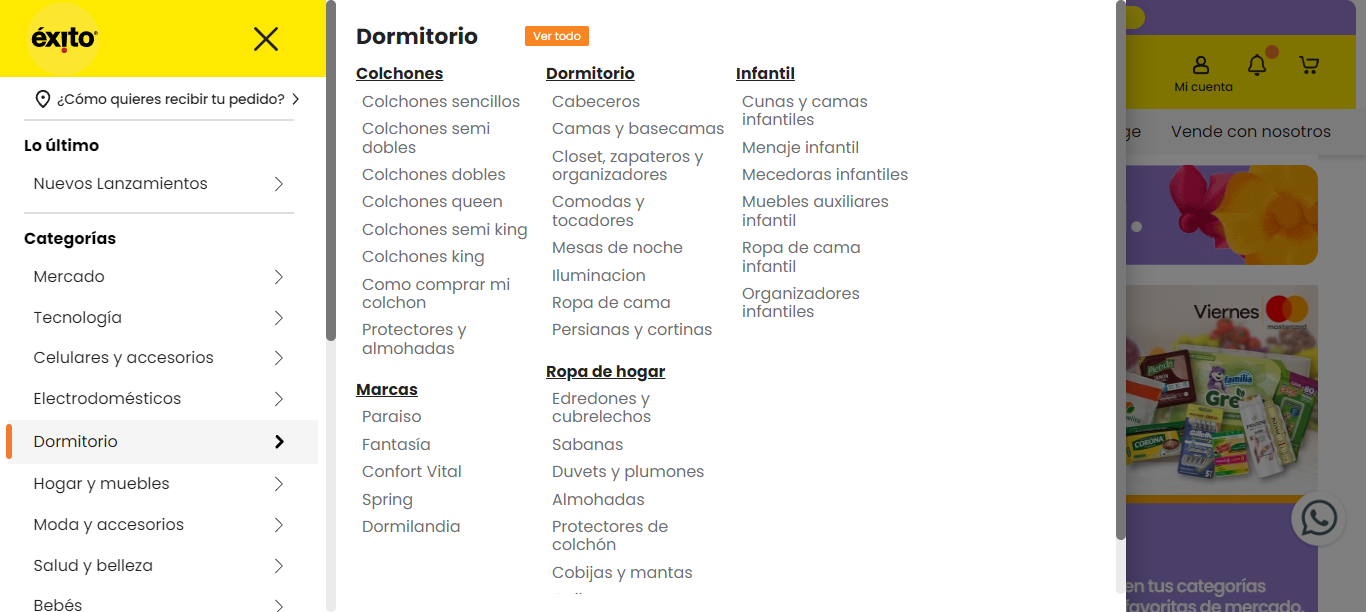 éxito
¿Cómo quieres recibir tu pedido?
Lo último
Nuevos Lanzamientos
Categorías
Mercado
Tecnología
Celulares y accesorios
Electrodomésticos
Dormitorio
Hogar y muebles
Moda y accesorios
Salud y belleza
Bebés
Dormitorio
Ver todo
Colchones
Colchones sencillos
Colchones semi
dobles
Colchones dobles
Colchones queen
Colchones semi king
Colchones king
Como comprar mi
colchon
Protectores y
almohadas
Marcas
Paraiso
Fantasía
Confort Vital
Spring
Dormilandia
Dormitorio
Cabeceros
Camas y basecamas
Closet, zapateros y
organizadores
Comodas y
tocadores
Mesas de noche
Iluminacion
Ropa de cama
Persianas y cortinas
Ropa de hogar
Edredones y
cubrelechos
Sabanas
Duvets y plumones
Almohadas
Protectores de
colchón
Cobijas y mantas
Infantil
Cunas y camas
infantiles
Menaje infantil
Mecedoras infantiles
Muebles auxiliares
infantil
Ropa de cama
infantil
Organizadores
infantiles
Mi cuenta
ge
Vende con nosotros
Viernes
mastercard
Pietrán
familia
Gre
80
CORONA
Gillette
PANTENE
en tus categorías
favoritas de mercado.